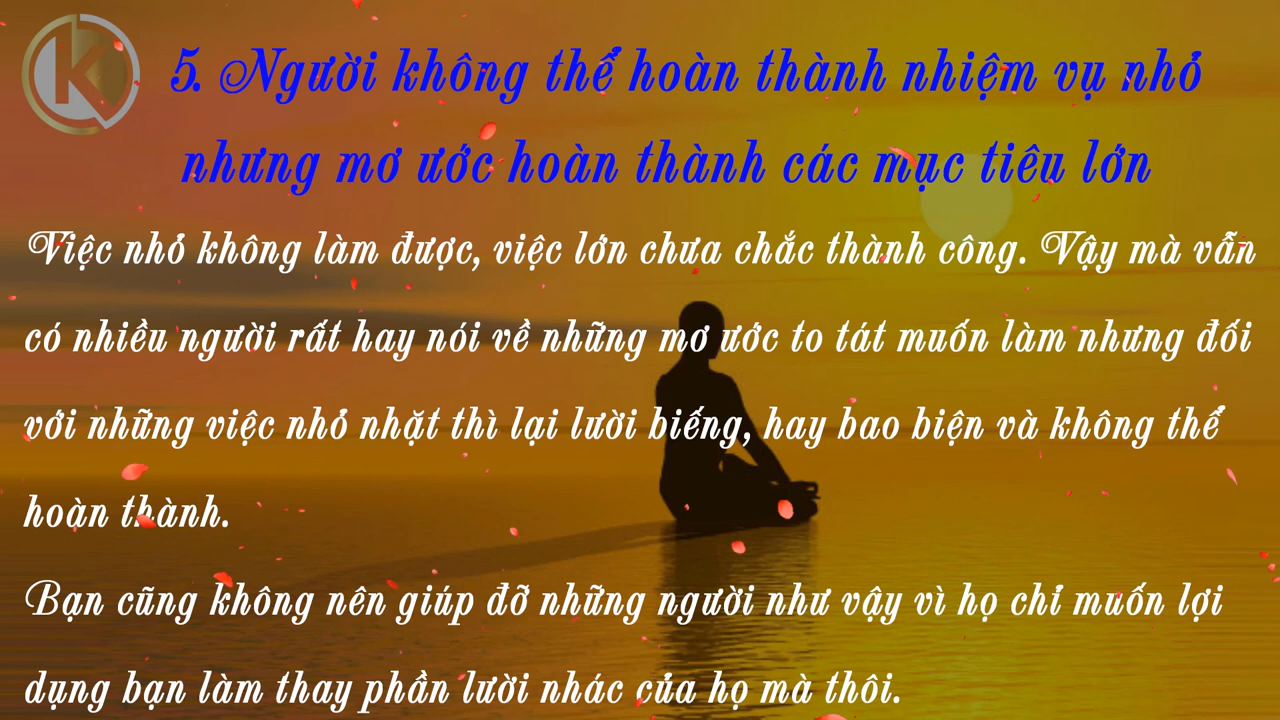 K
5. Người không thể hoàn thành nhiệm vụ nhỏ
nhưng mơ ước hoàn thành các mục tiêu lớn
Việc nhỏ không làm được, việc lớn chưa chắc thành công. Vậy mà vẫn
có nhiều người rất hay nói về những mơ ước to tát muốn làm nhưng đối
với những việc nhỏ nhặt thì lại lười biếng, hay bao biện và không thể
hoàn thành.
Bạn cũng không nên giúp đỡ những người như vậy vì họ chỉ muốn lợi
dụng bạn làm thay phần lười nhác của họ mà thôi.